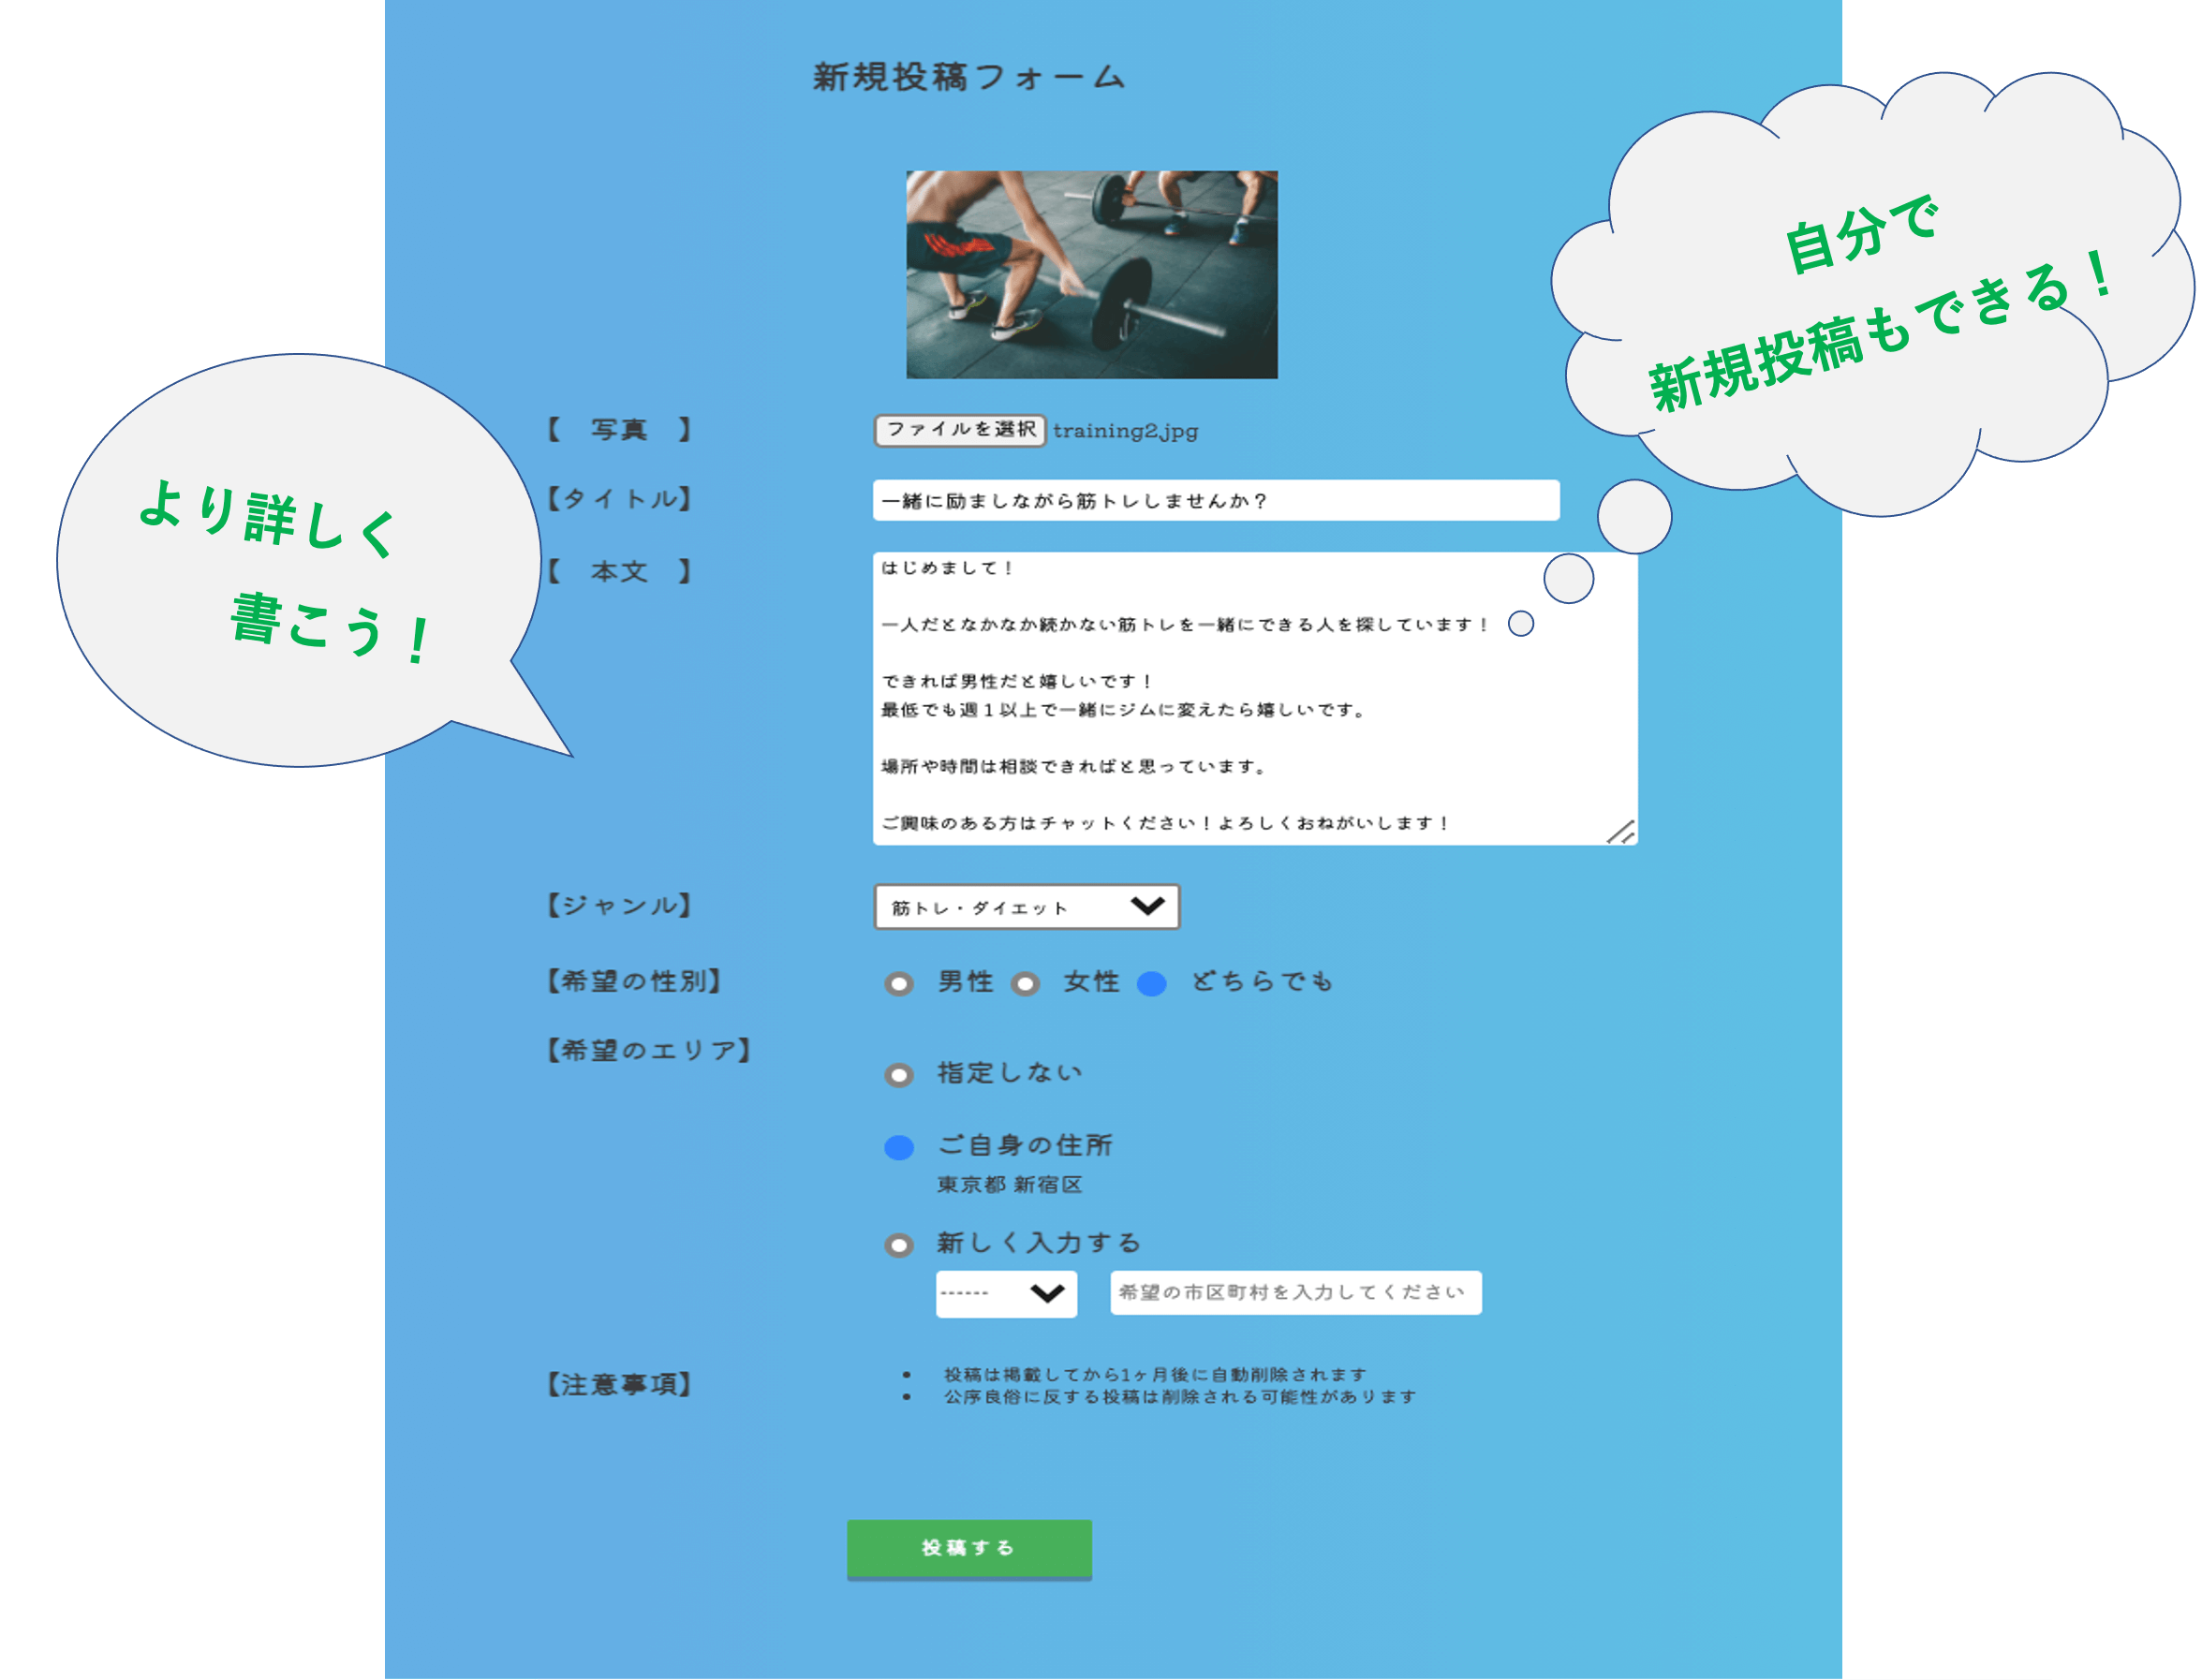 新規投稿フォーム
自分で
新規投稿もできる！
より詳しく
書こう！
【　写真　】
ファイルを選択 training2.jpg
【タイトル】
一緒に励ましながら筋トレしませんか？
【　本文　】
はじめまして！
一人だとなかなか続かない筋トレを一緒にできる人を探しています！
できれば男性だと嬉しいです！
最低でも週１以上で一緒にジムに変えたら嬉しいです。
場所や時間は相談できればと思っています。
ご興味のある方はチャットください！よろしくおねがいします！
【ジャンル】
筋トレ・ダイエット
【希望の性別】
男性 女性 どちらでも
【希望のエリア】
指定しない
ご自身の住所
東京都 新宿区
新しく入力する
------ 希望の市区町村を入力してください
【注意事項】
• 投稿は掲載してから1ヶ月後に自動削除されます
• 公序良俗に反する投稿は削除される可能性があります
投稿する